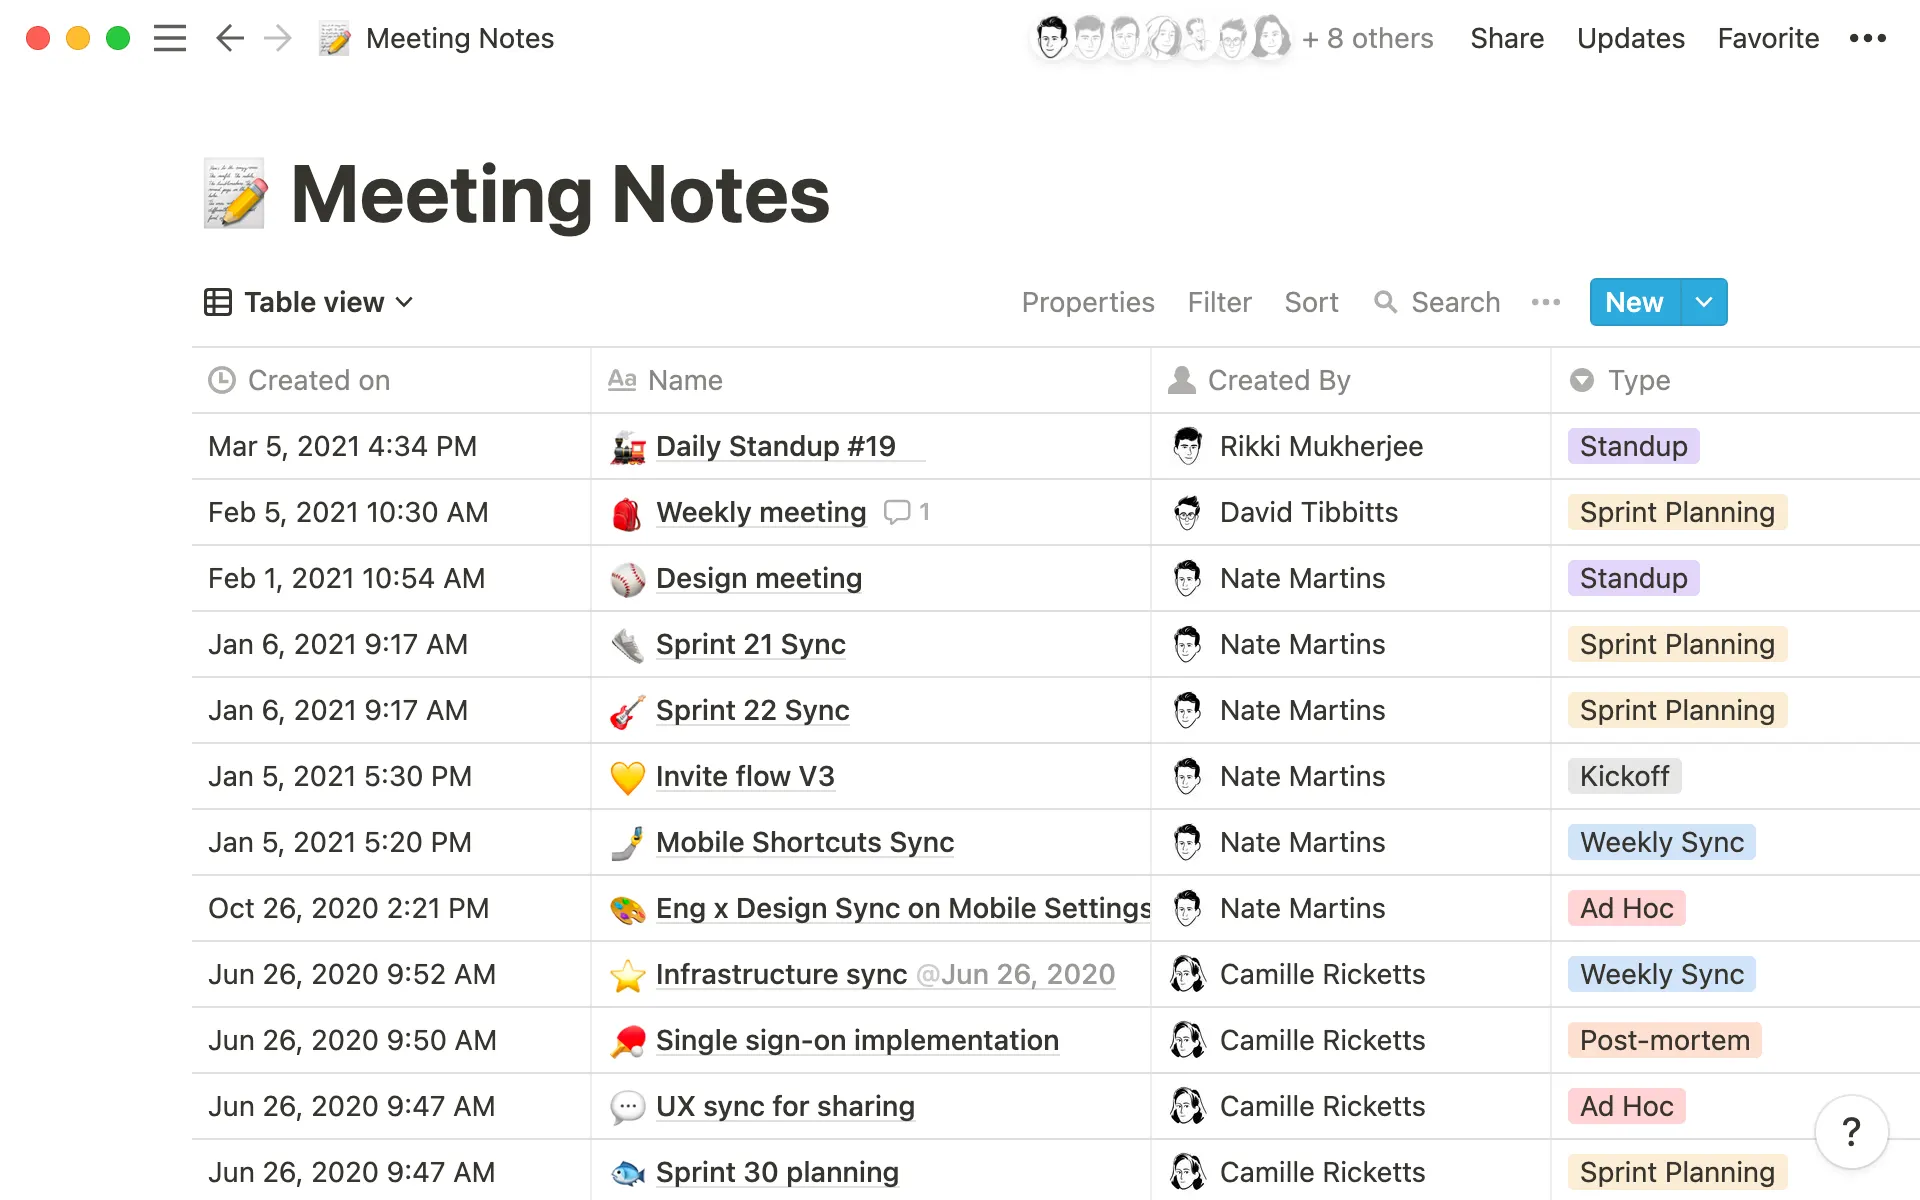 Meeting Notes + 8 others Share Updates Favorite
Meeting Notes
Table view Properties Filter Sort Search New
Created on Aa Name Created By Type
Mar 5, 2021 4:34 PM Daily Standup #19 Rikki Mukherjee Standup
Feb 5, 2021 10:30 AM Weekly meeting 1 David Tibbitts Sprint Planning
Feb 1, 2021 10:54 AM Design meeting Nate Martins Standup
Jan 6, 2021 9:17 AM Sprint 21 Sync Nate Martins Sprint Planning
Jan 6, 2021 9:17 AM Sprint 22 Sync Nate Martins Sprint Planning
Jan 5, 2021 5:30 PM Invite flow V3 Nate Martins Kickoff
Jan 5, 2021 5:20 PM Mobile Shortcuts Sync Nate Martins Weekly Sync
Oct 26, 2020 2:21 PM Eng x Design Sync on Mobile Settings Nate Martins Ad Hoc
Jun 26, 2020 9:52 AM Infrastructure sync @Jun 26, 2020 Camille Ricketts Weekly Sync
Jun 26, 2020 9:50 AM Single sign-on implementation Camille Ricketts Post-mortem
Jun 26, 2020 9:47 AM UX sync for sharing Camille Ricketts Ad Hoc
?
Jun 26, 2020 9:47 AM Sprint 30 planning Camille Ricketts Sprint Planning